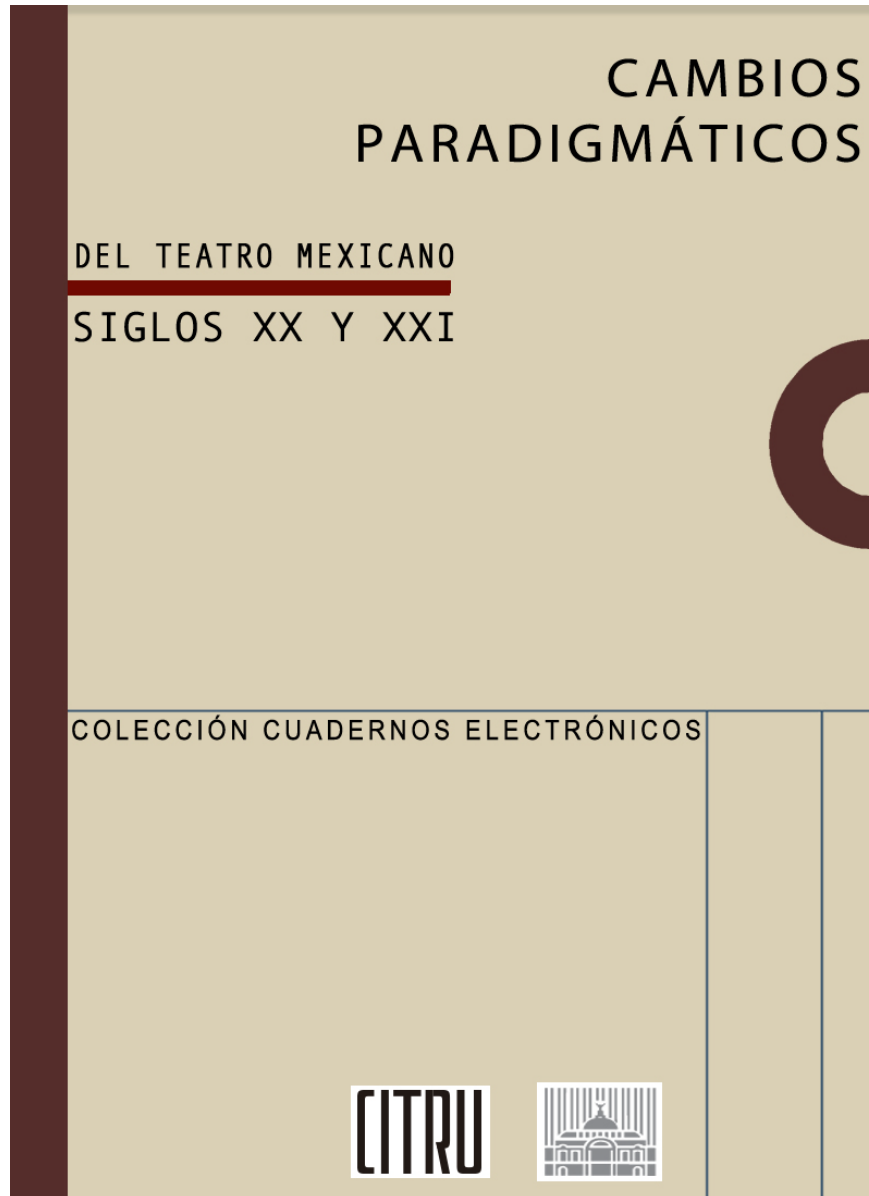 CAMBIOS
PARADIGMÁTICOS
DEL TEATRO MEXICANO
SIGLOS XX Y XXI
COLECCIÓN CUADERNOS ELECTRÓNICOS
CITRU